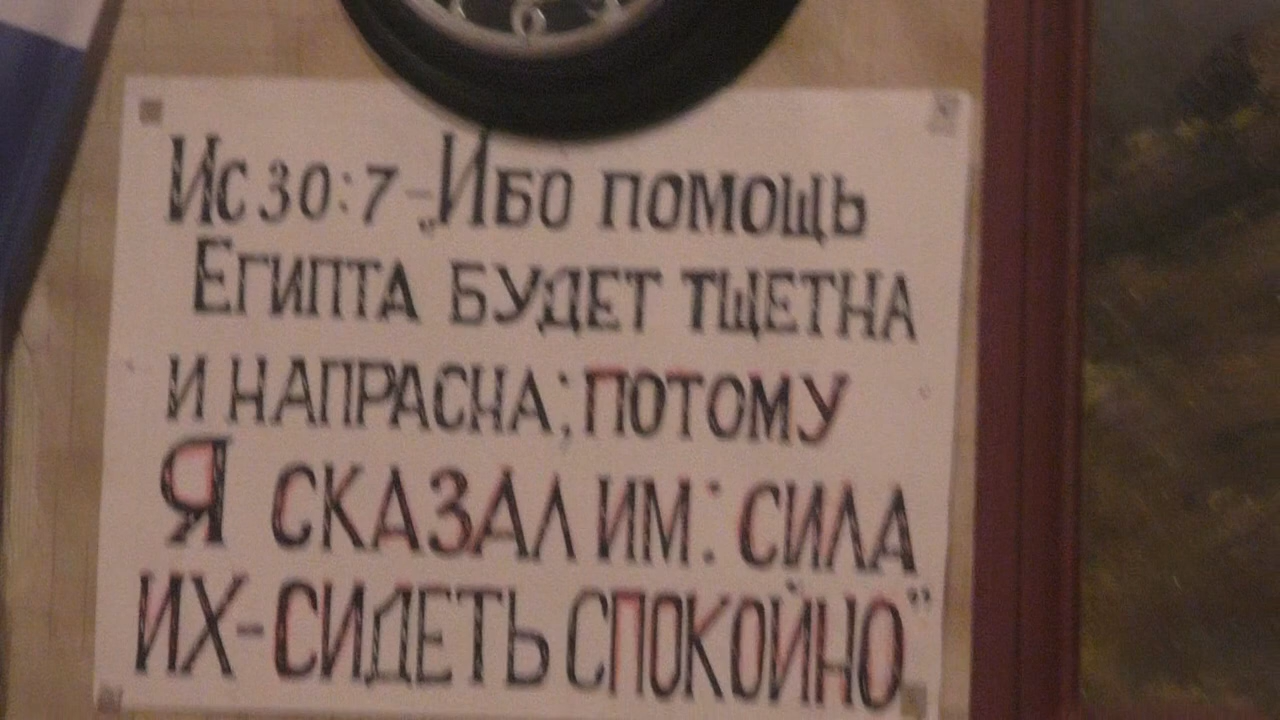 Ис 30:7-„Ибо помощь
Египта будет тщетна
и напрасна; потому
Я сказал им: сила
их-сидеть спокойно”